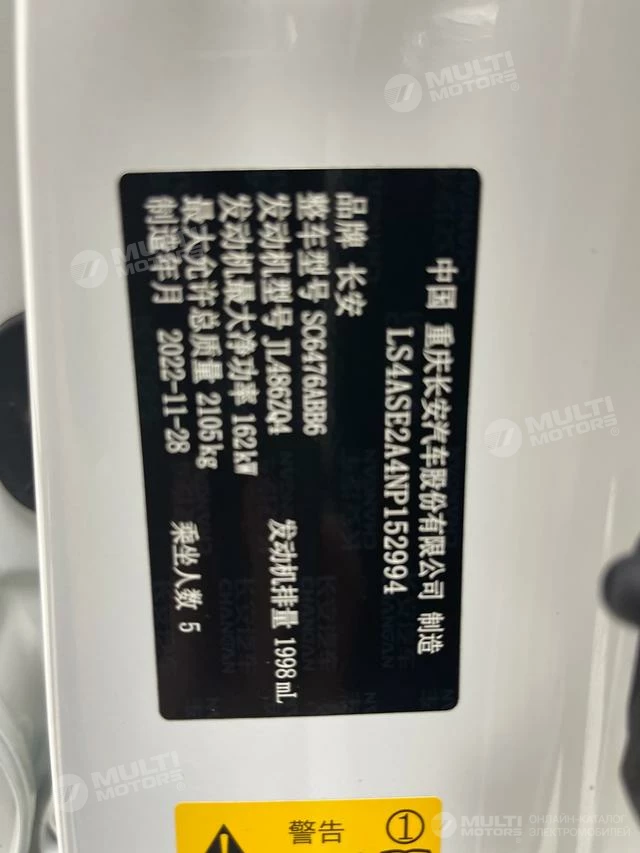 中国 重庆长安汽车股份有限公司 制造
LS4ASE2A4NP152994
品牌 长安
整车型号 SC6476ABB6
发动机型号 JL486ZQ4 发动机排量 1998mL
发动机最大净功率 162kW
最大允许总质量 2105kg
制造年月 2022-11-28 乘坐人数 5
警告 ①
MULTI MOTORS®
MULTI MOTORS®
MULTI MOTORS®
MULTI MOTORS
MULTI MOTORS® ОНЛАЙН-КАТАЛОГ ЭЛЕКТРОМОБИЛЕЙ